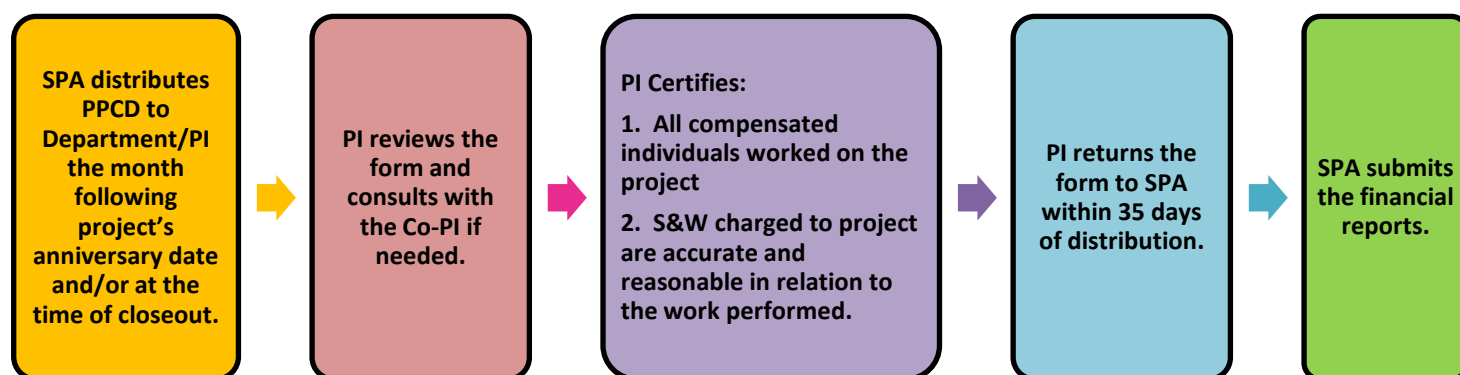 SPA distributes
PPCD to
Department/PI
the month
following
project's
anniversary date
and/or at the
time of closeout.
PI reviews the
form and
consults with
the Co-PI if
needed.
PI Certifies:
1. All compensated
individuals worked on the
project
2. S&W charged to project
are accurate and
reasonable in relation to
the work performed.
PI returns the
form to SPA
within 35 days
of distribution.
SPA submits
the financial
reports.